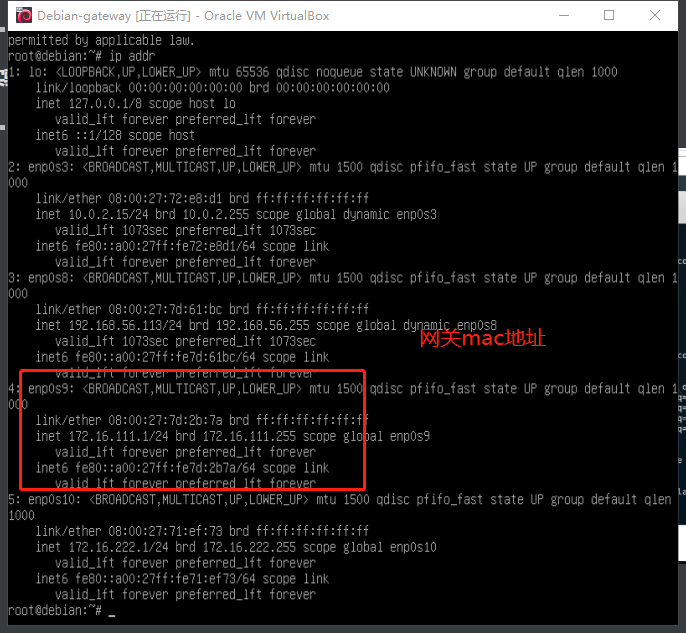 Debian-gateway [正在运行] - Oracle VM VirtualBox
permitted by applicable law.
root@debian:~# ip addr
1: lo: <LOOPBACK,UP,LOWER_UP> mtu 65536 qdisc noqueue state UNKNOWN group default qlen 1000
link/loopback 00:00:00:00:00:00 brd 00:00:00:00:00:00
inet 127.0.0.1/8 scope host lo
valid_lft forever preferred_lft forever
inet6 ::1/128 scope host
valid_lft forever preferred_lft forever
2: enp0s3: <BROADCAST,MULTICAST,UP,LOWER_UP> mtu 1500 qdisc pfifo_fast state UP group default qlen 1
000
link/ether 08:00:27:72:e8:d1 brd ff:ff:ff:ff:ff:ff
inet 10.0.2.15/24 brd 10.0.2.255 scope global dynamic enp0s3
valid_lft 1073sec preferred_lft 1073sec
inet6 fe80::a00:27ff:fe72:e8d1/64 scope link
valid_lft forever preferred_lft forever
3: enp0s8: <BROADCAST,MULTICAST,UP,LOWER_UP> mtu 1500 qdisc pfifo_fast state UP group default qlen 1
000
link/ether 08:00:27:7d:61:bc brd ff:ff:ff:ff:ff:ff
inet 192.168.56.113/24 brd 192.168.56.255 scope global dynamic enp0s8
valid_lft 1073sec preferred_lft 1073sec
网关mac地址
inet6 fe80::a00:27ff:fe7d:61bc/64 scope link
valid_lft forever preferred_lft forever
4: enp0s9: <BROADCAST,MULTICAST,UP,LOWER_UP> mtu 1500 qdisc pfifo_fast state UP group default qlen 1
000
link/ether 08:00:27:7d:2b:7a brd ff:ff:ff:ff:ff:ff
inet 172.16.111.1/24 brd 172.16.111.255 scope global enp0s9
valid_lft forever preferred_lft forever
inet6 fe80::a00:27ff:fe7d:2b7a/64 scope link
valid_lft forever preferred_lft forever
5: enp0s10: <BROADCAST,MULTICAST,UP,LOWER_UP> mtu 1500 qdisc pfifo_fast state UP group default qlen
1000
link/ether 08:00:27:71:ef:73 brd ff:ff:ff:ff:ff:ff
inet 172.16.222.1/24 brd 172.16.222.255 scope global enp0s10
valid_lft forever preferred_lft forever
inet6 fe80::a00:27ff:fe71:ef73/64 scope link
valid_lft forever preferred_lft forever
root@debian:~# _